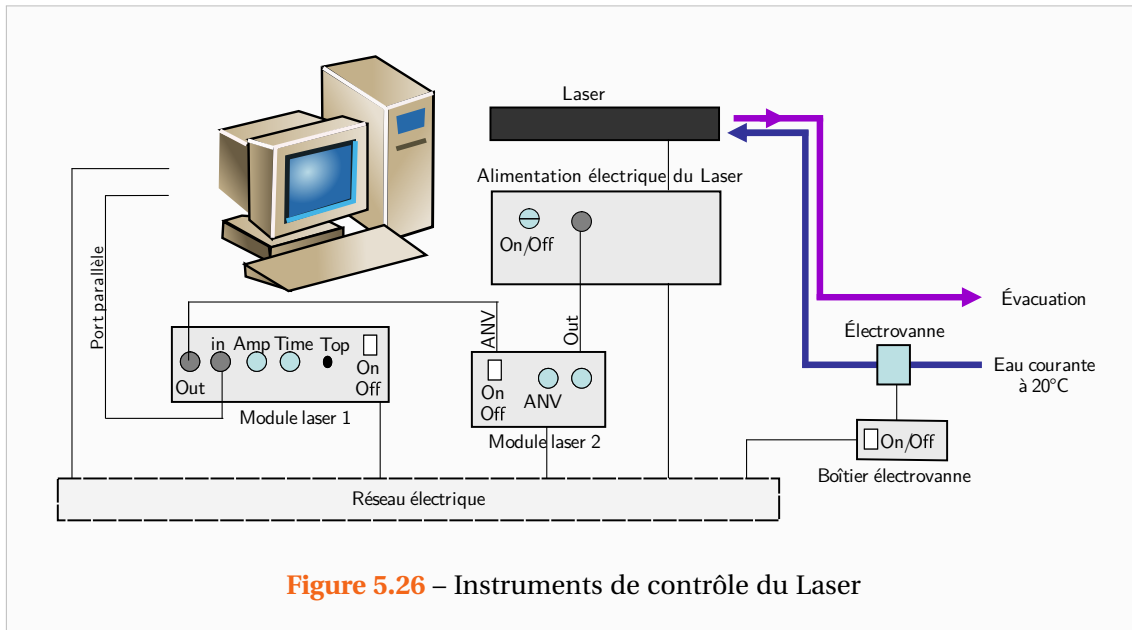 Laser
Alimentation électrique du Laser
On/Off
Port parallèle
Évacuation
Électrovanne
Eau courante
à 20°C
in Amp Time Top
On
Out Off
Module laser 1
ANV
Out
On
Off ANV
Module laser 2
On/Off
Boîtier électrovanne
Réseau électrique
Figure 5.26 – Instruments de contrôle du Laser